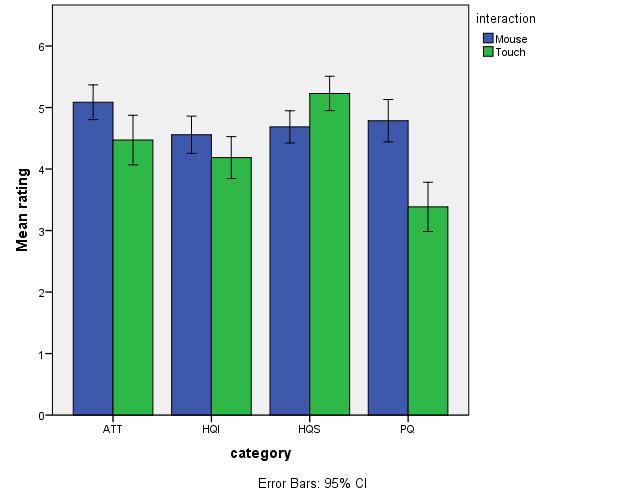 interaction
Mouse
Touch
Mean rating
6
5
4
3
2
1
0
ATT HQI HQS PQ
category
Error Bars: 95% CI